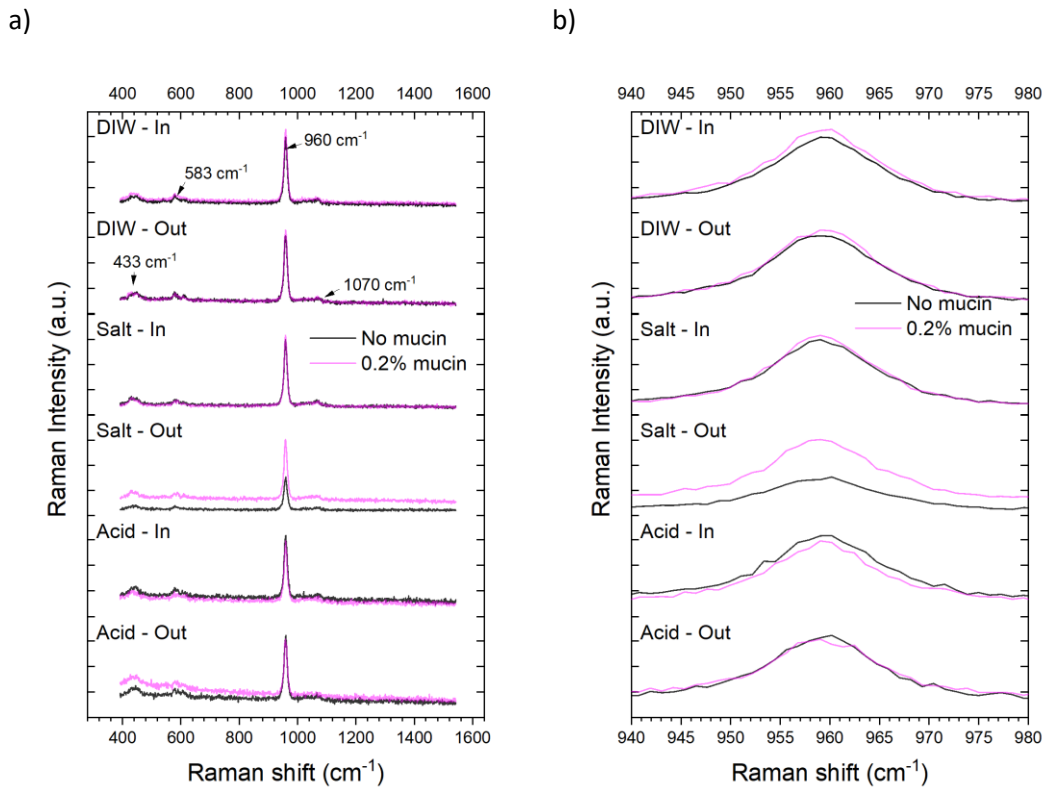 a)
b)
400 600 800 1000 1200 1400 1600
DIW - In
960 cm-1
583 cm-1
DIW - Out
433 cm-1
1070 cm-1
Salt - In
No mucin
0.2% mucin
Salt - Out
Acid - In
Acid - Out
400 600 800 1000 1200 1400 1600
Raman shift (cm-1)
Raman Intensity (a.u.)
940 945 950 955 960 965 970 975 980
DIW - In
DIW - Out
No mucin
0.2% mucin
Salt - In
Salt - Out
Acid - In
Acid - Out
940 945 950 955 960 965 970 975 980
Raman shift (cm-1)
Raman Intensity (a.u.)